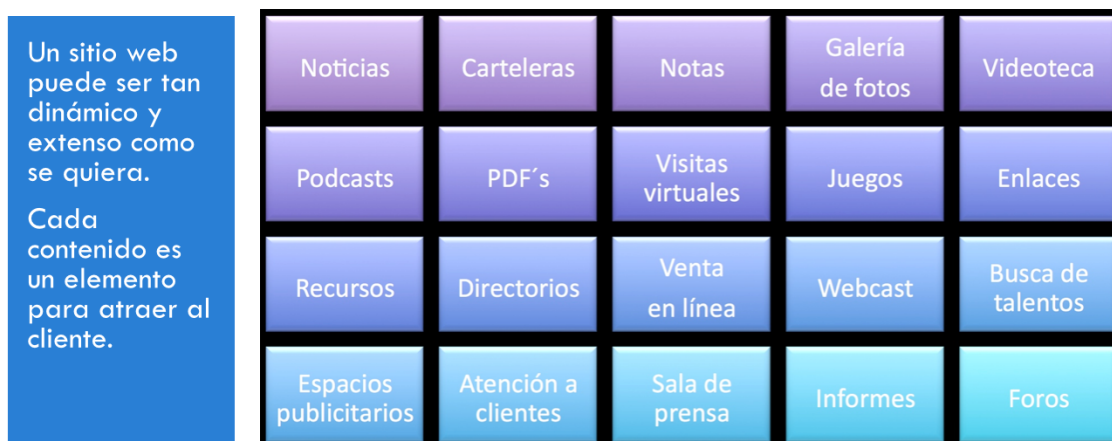 Un sitio web
puede ser tan
dinámico y
extenso como
se quiera.
Cada
contenido es
un elemento
para atraer al
cliente.
Noticias
Carteleras
Notas
Galería
de fotos
Videoteca
Podcasts
PDF´s
Visitas
virtuales
Juegos
Enlaces
Recursos
Directorios
Venta
en línea
Webcast
Busca de
talentos
Espacios
publicitarios
Atención a
clientes
Sala de
prensa
Informes
Foros